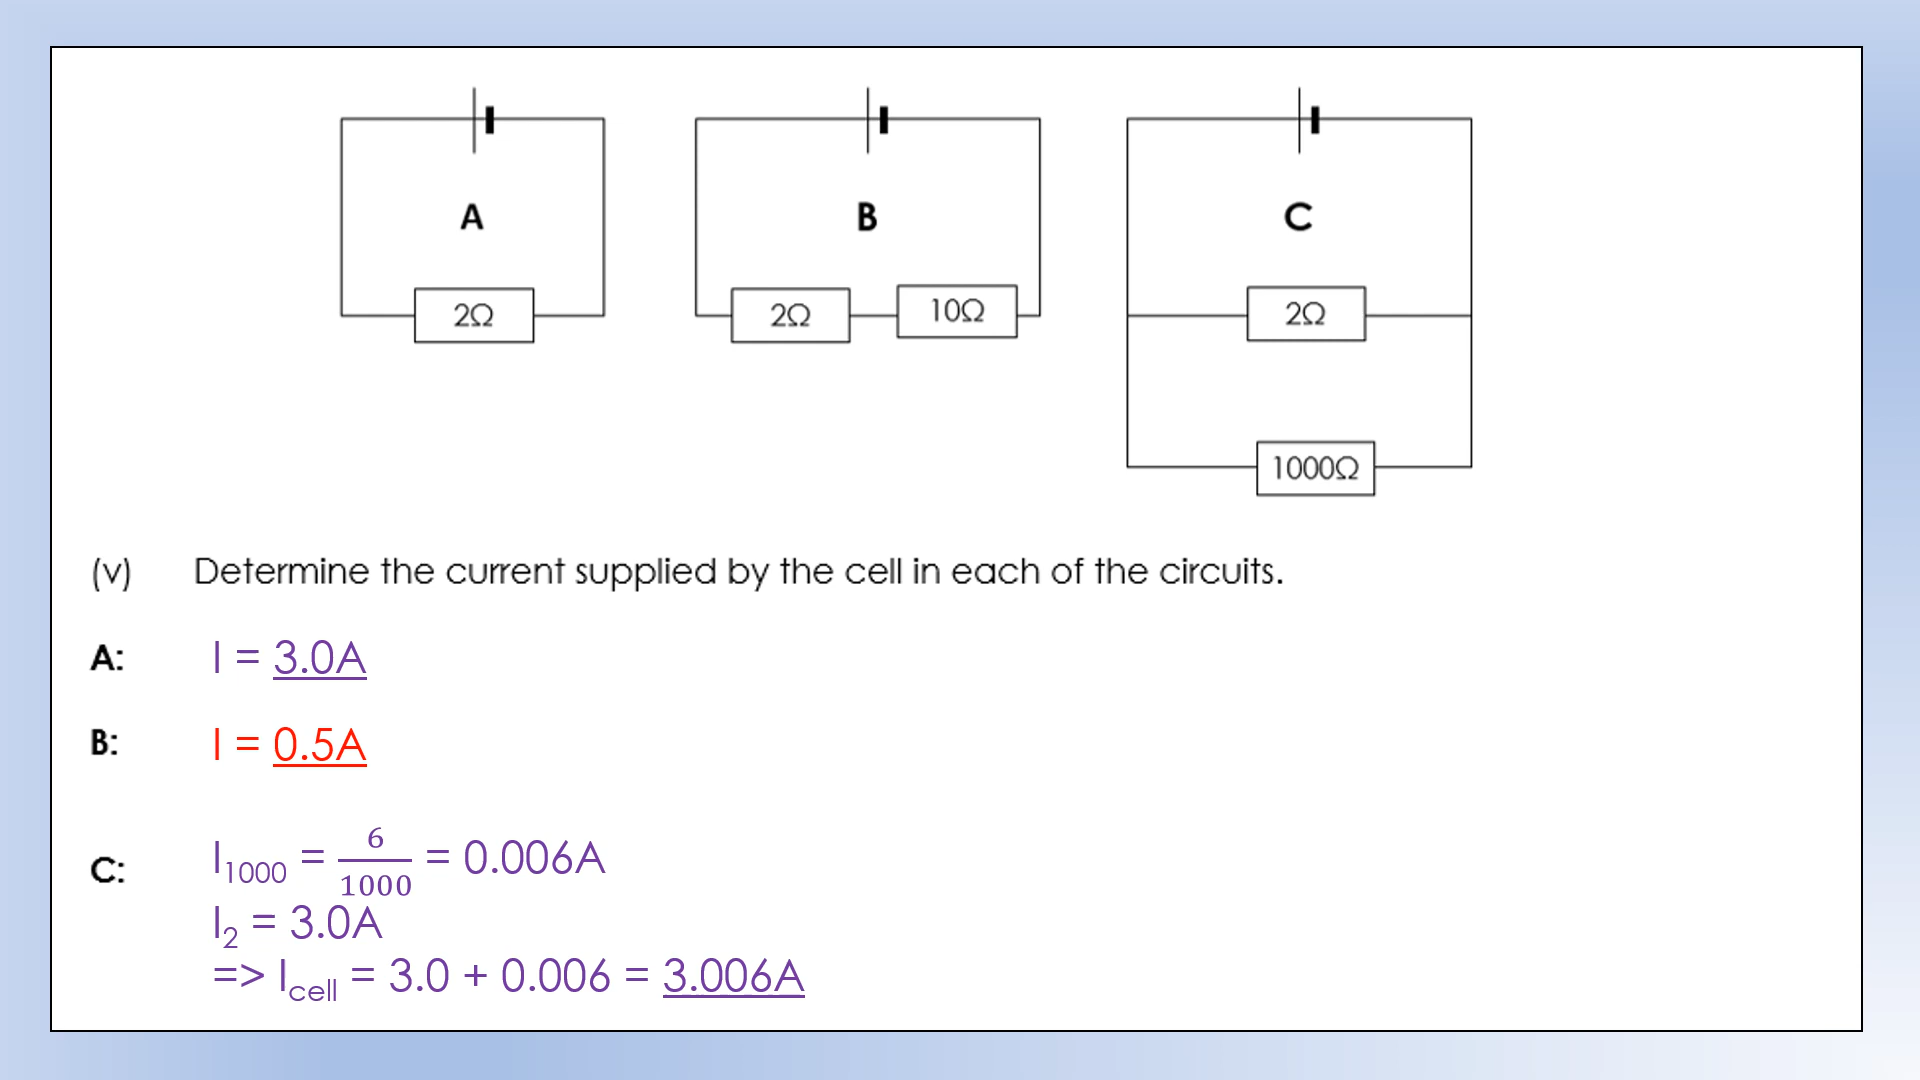 A B C
2Ω 2Ω 10Ω 2Ω
1000Ω
(v) Determine the current supplied by the cell in each of the circuits.
A: I = 3.0A
B: I = 0.5A
C: I₁₀₀₀ = 6/1000 = 0.006A
I₂ = 3.0A
=> I_cell = 3.0 + 0.006 = 3.006A